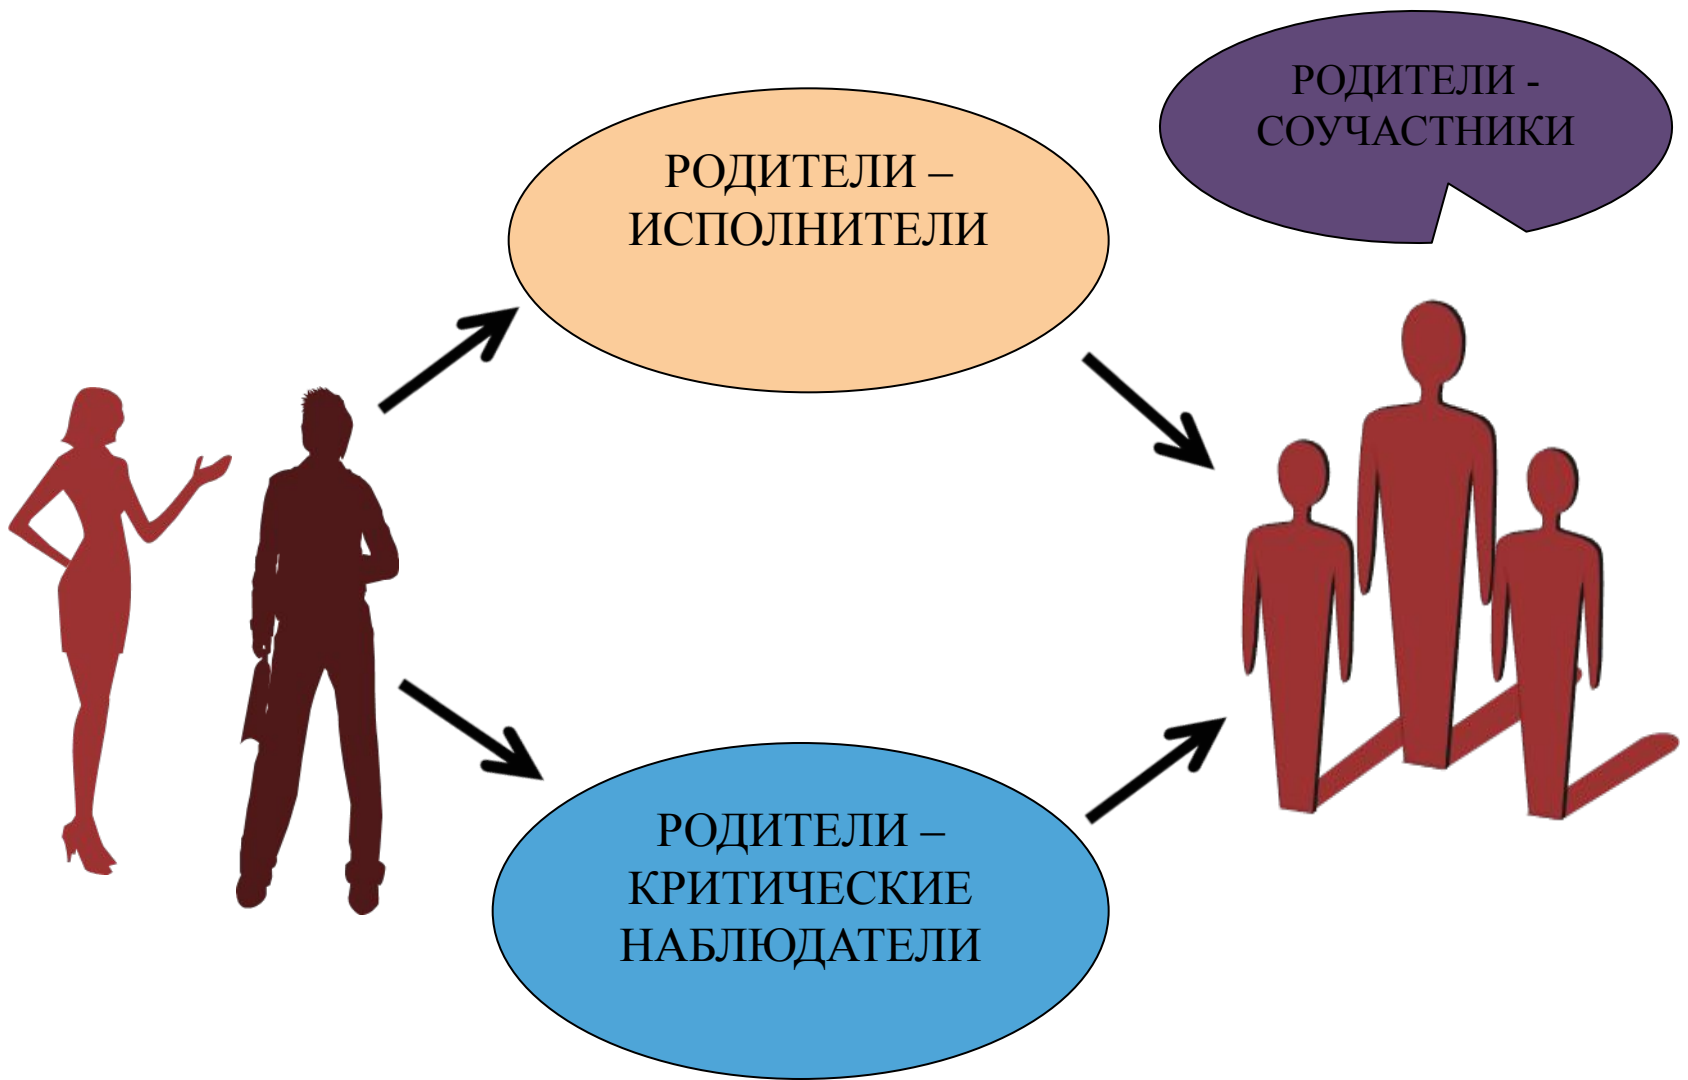 РОДИТЕЛИ –
ИСПОЛНИТЕЛИ
РОДИТЕЛИ -
СОУЧАСТНИКИ
РОДИТЕЛИ –
КРИТИЧЕСКИЕ
НАБЛЮДАТЕЛИ